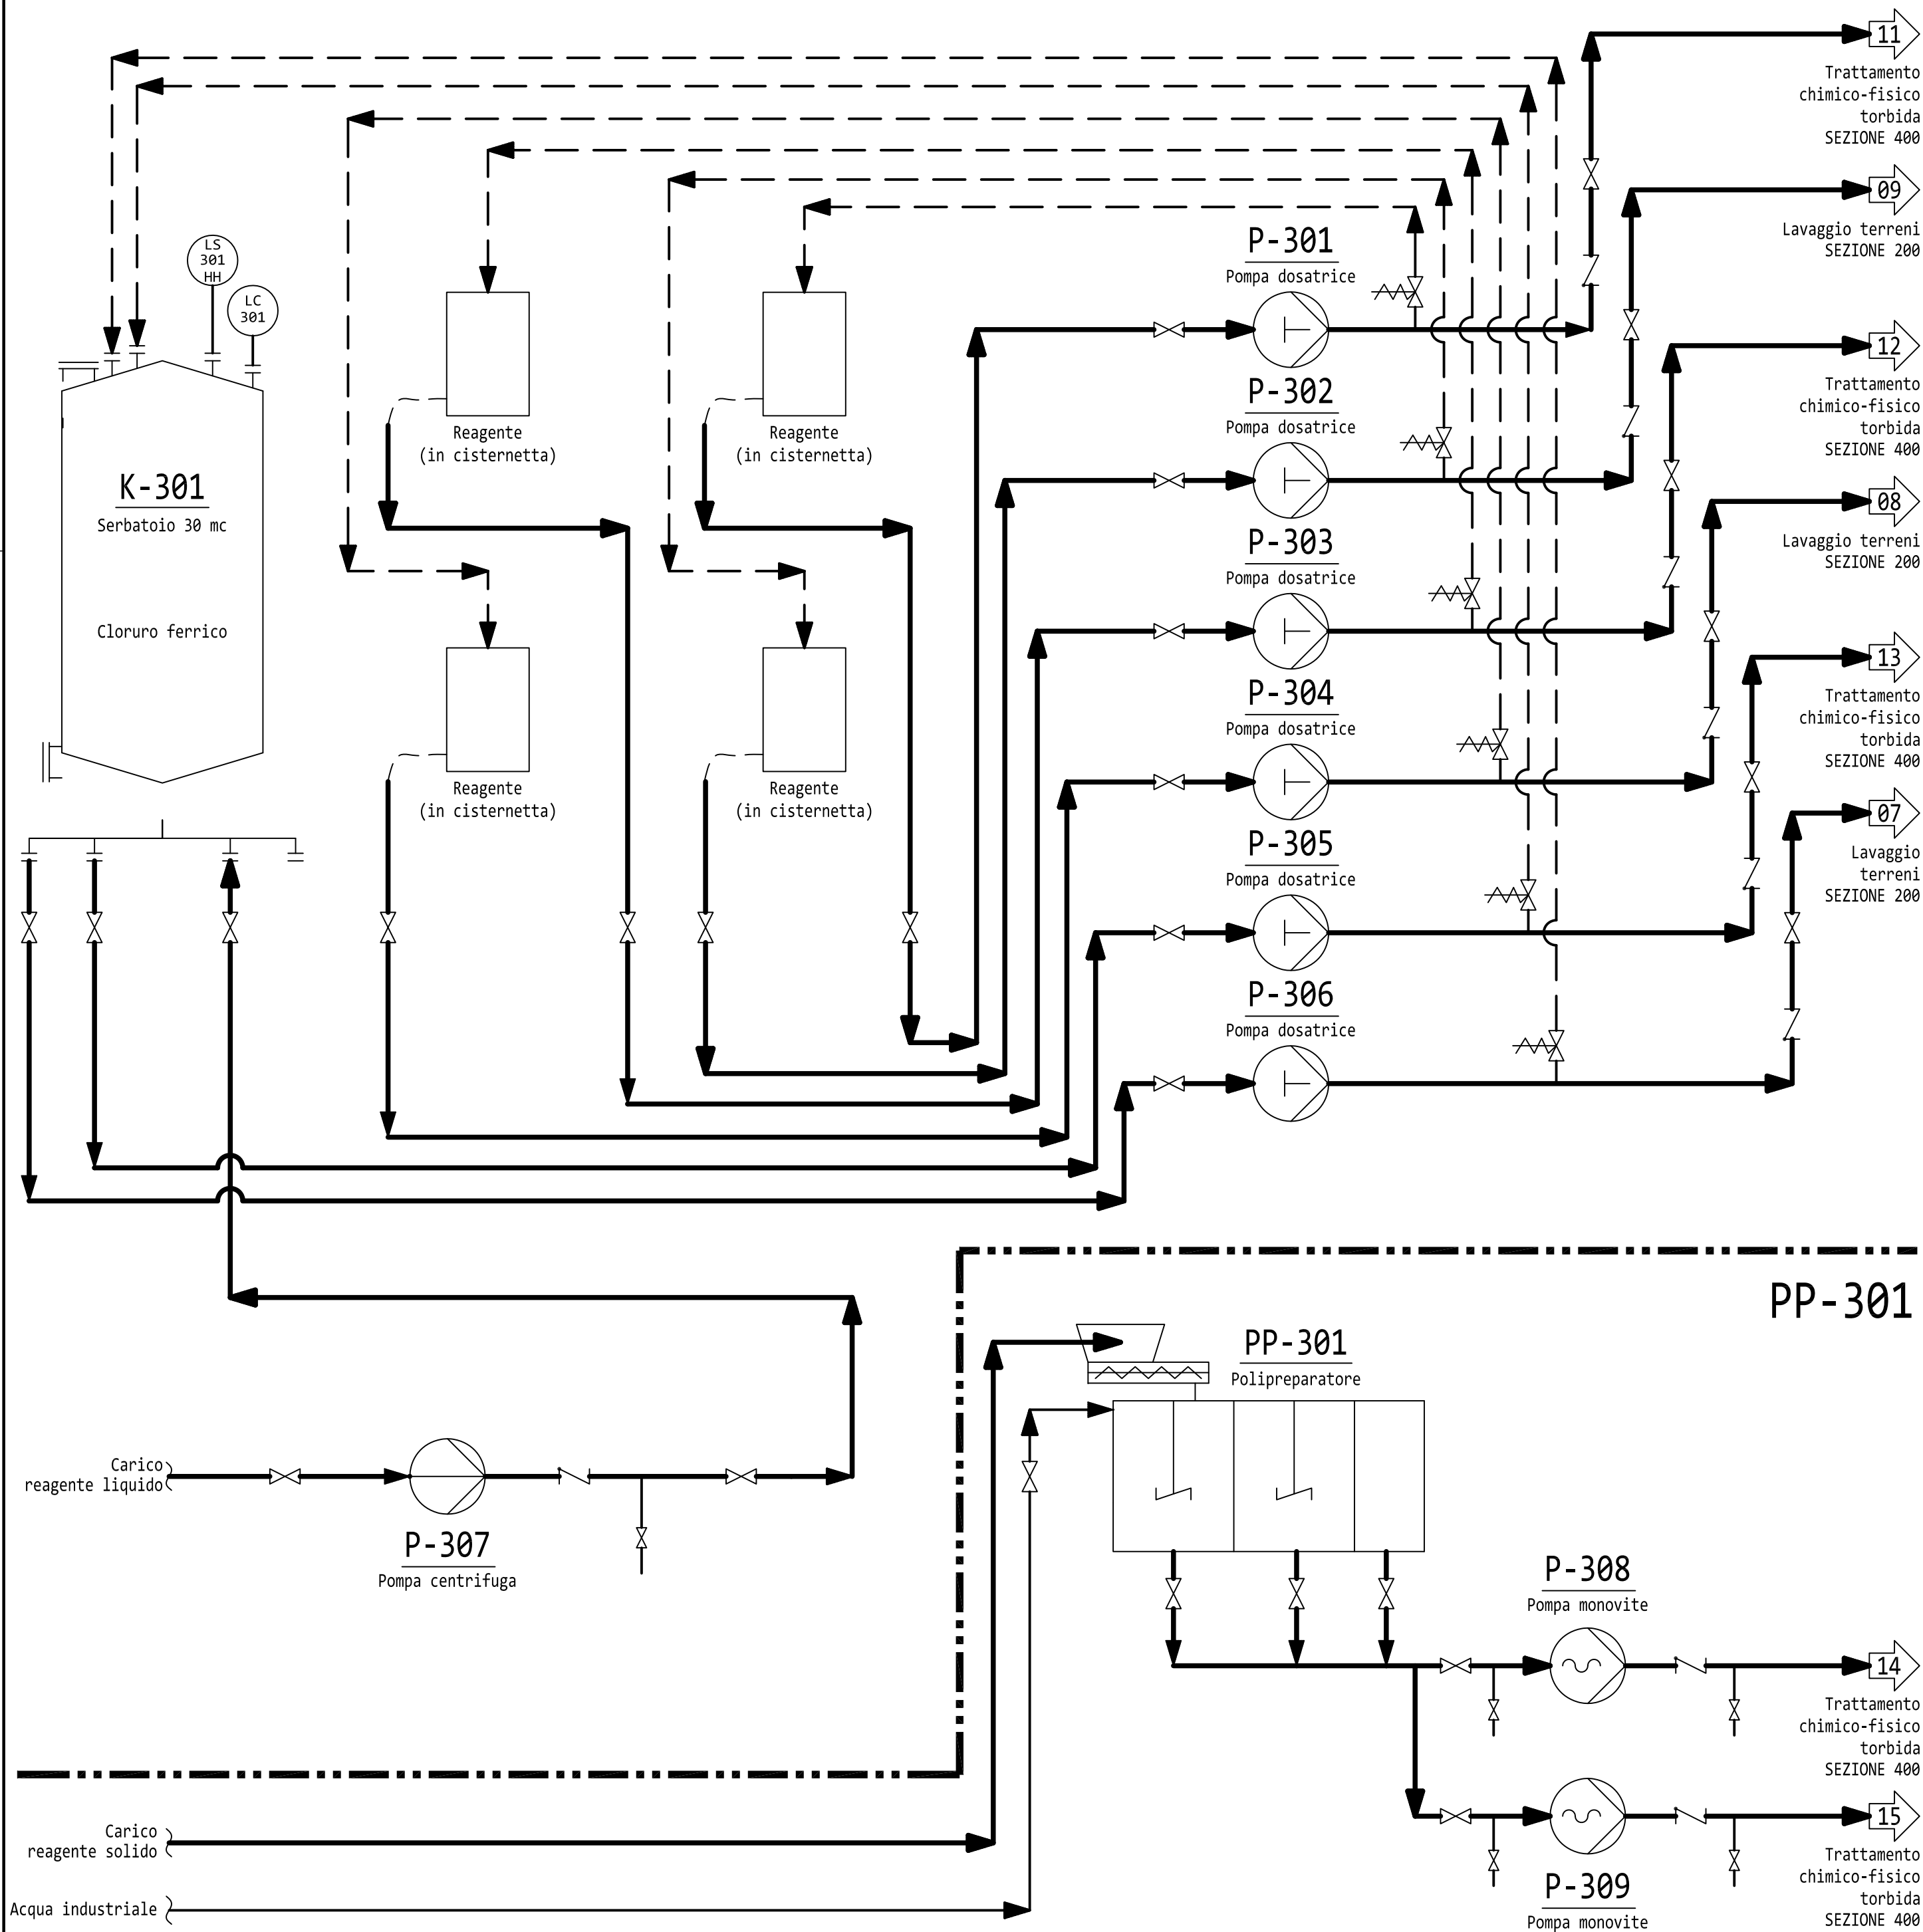 11
Trattamento
chimico-fisico
torbida
SEZIONE 400
09
Lavaggio terreni
SEZIONE 200
12
Trattamento
chimico-fisico
torbida
SEZIONE 400
08
Lavaggio terreni
SEZIONE 200
13
Trattamento
chimico-fisico
torbida
SEZIONE 400
07
Lavaggio
terreni
SEZIONE 200
LS
301
HH
LC
301
K-301
Serbatoio 30 mc
Cloruro ferrico
Reagente
(in cisternetta)
Reagente
(in cisternetta)
Reagente
(in cisternetta)
Reagente
(in cisternetta)
P-301
Pompa dosatrice
P-302
Pompa dosatrice
P-303
Pompa dosatrice
P-304
Pompa dosatrice
P-305
Pompa dosatrice
P-306
Pompa dosatrice
PP-301
PP-301
Polipreparatore
Carico
reagente liquido
P-307
Pompa centrifuga
P-308
Pompa monovite
14
Trattamento
chimico-fisico
torbida
SEZIONE 400
15
Trattamento
chimico-fisico
torbida
SEZIONE 400
P-309
Pompa monovite
Carico
reagente solido
Acqua industriale